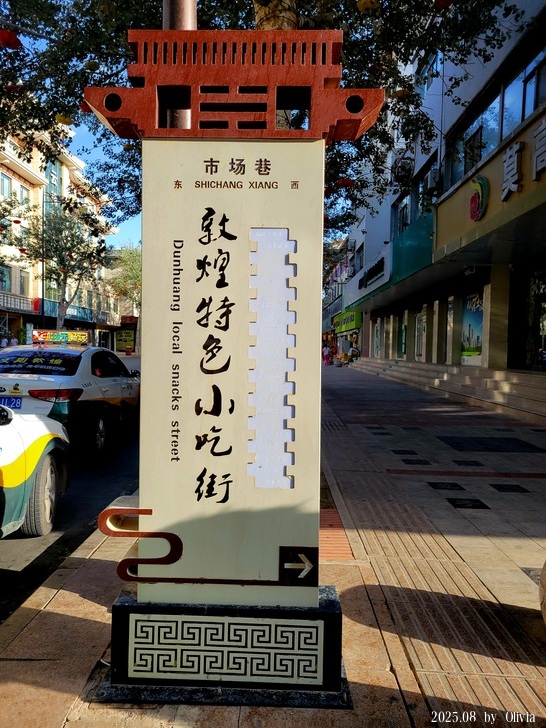 市场巷
东 SHICHANG XIANG 西
敦煌特色小吃街
Dunhuang local snacks street
2025.08 by Olivia